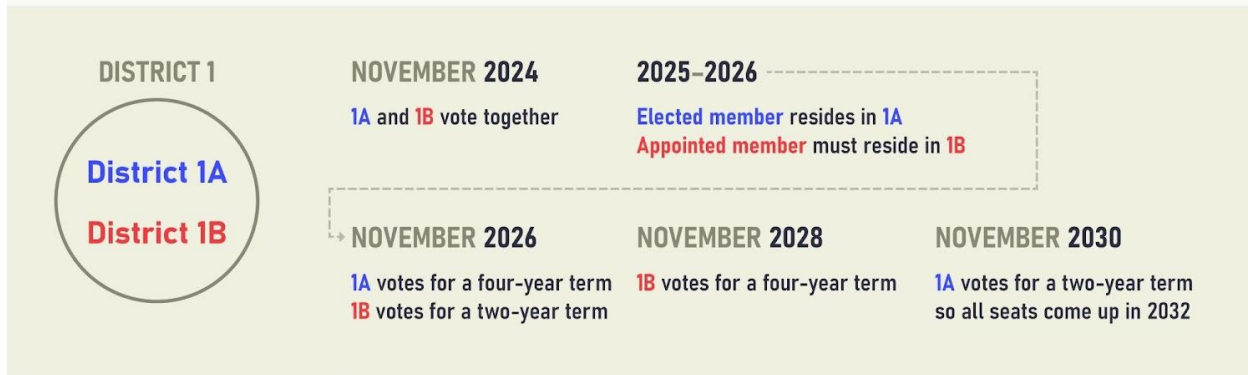 DISTRICT 1
District 1A
District 1B
NOVEMBER 2024
1A and 1B vote together
2025–2026
Elected member resides in 1A
Appointed member must reside in 1B
NOVEMBER 2026
1A votes for a four-year term
1B votes for a two-year term
NOVEMBER 2028
1B votes for a four-year term
NOVEMBER 2030
1A votes for a two-year term
so all seats come up in 2032